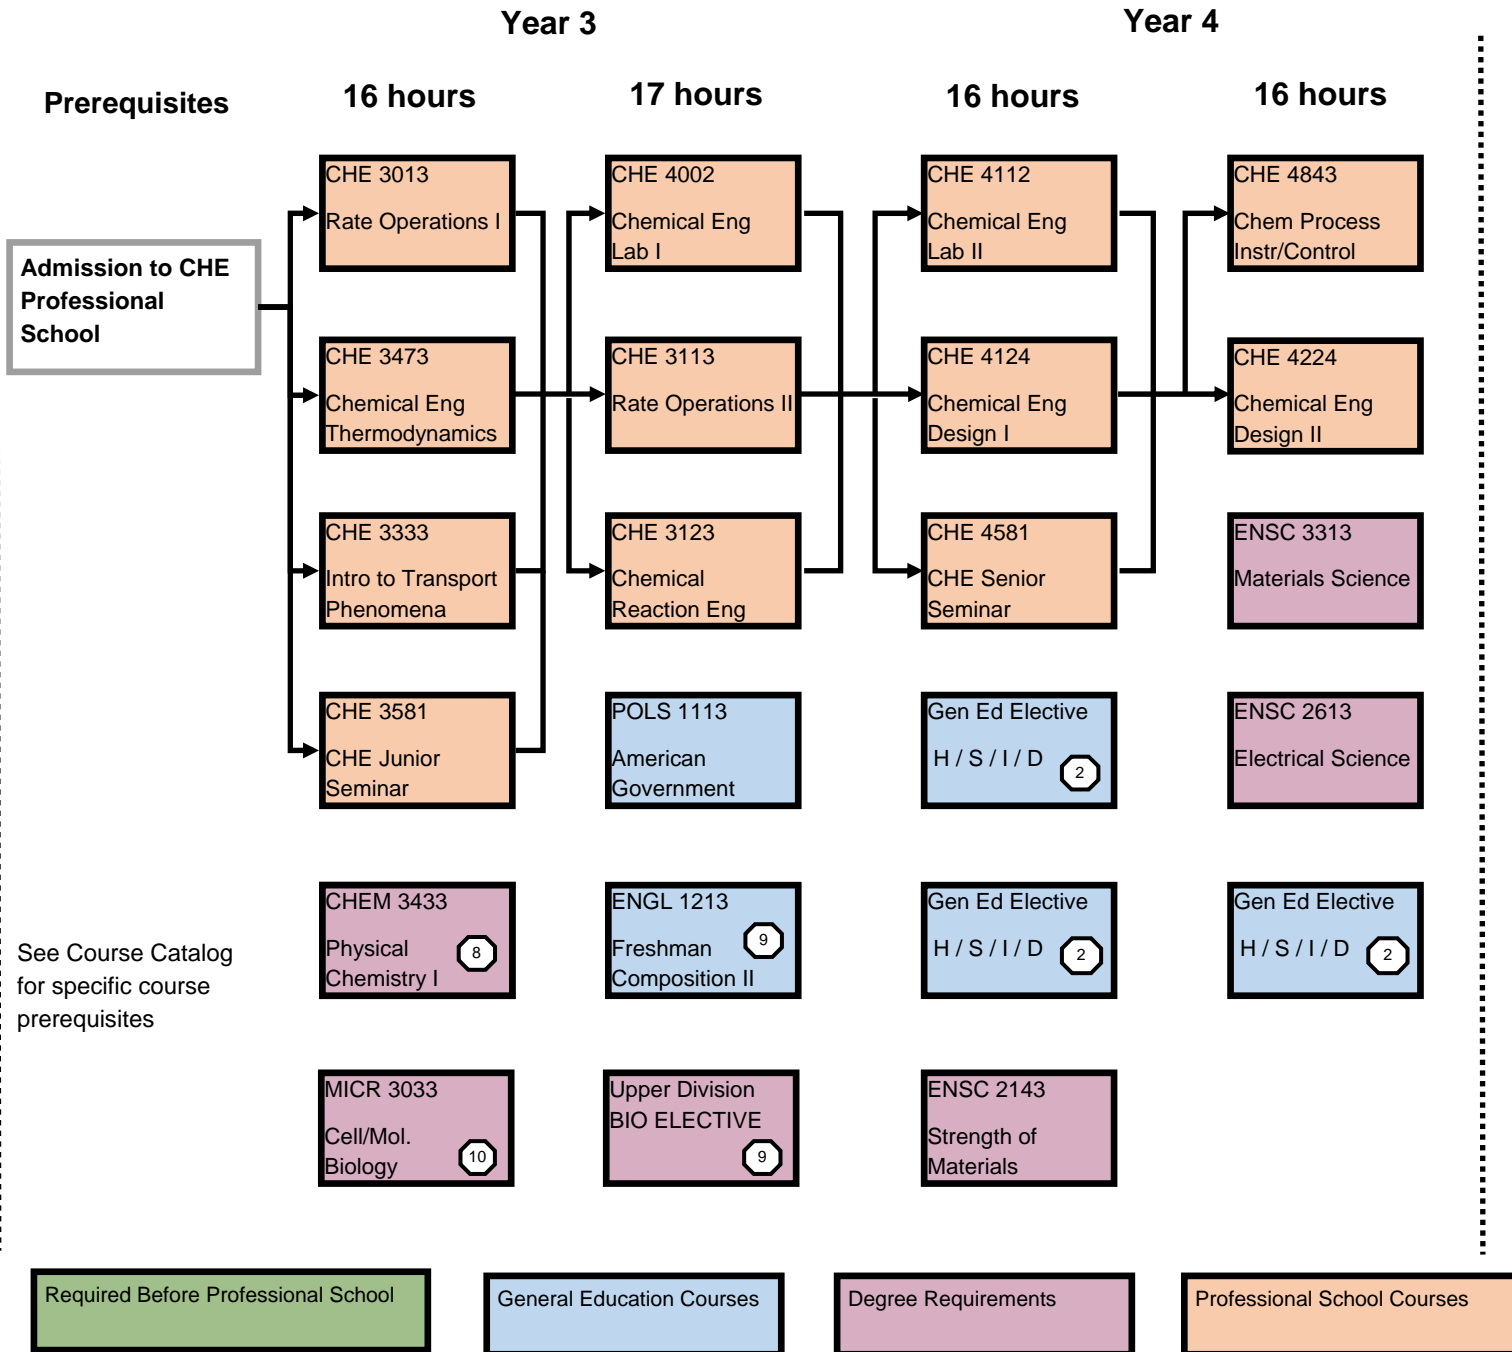 Year 3
Year 4
Prerequisites
16 hours
17 hours
16 hours
16 hours
Admission to CHE
Professional
School
CHE 3013
Rate Operations I
CHE 4002
Chemical Eng
Lab I
CHE 4112
Chemical Eng
Lab II
CHE 4843
Chem Process
Instr/Control
CHE 3473
Chemical Eng
Thermodynamics
CHE 3113
Rate Operations II
CHE 4124
Chemical Eng
Design I
CHE 4224
Chemical Eng
Design II
CHE 3333
Intro to Transport
Phenomena
CHE 3123
Chemical
Reaction Eng
CHE 4581
CHE Senior
Seminar
ENSC 3313
Materials Science
CHE 3581
CHE Junior
Seminar
POLS 1113
American
Government
Gen Ed Elective
H / S / I / D
2
ENSC 2613
Electrical Science
See Course Catalog
for specific course
prerequisites
CHEM 3433
Physical
Chemistry I
8
ENGL 1213
Freshman
Composition II
9
Gen Ed Elective
H / S / I / D
2
Gen Ed Elective
H / S / I / D
2
MICR 3033
Cell/Mol.
Biology
10
Upper Division
BIO ELECTIVE
9
ENSC 2143
Strength of
Materials
Required Before Professional School
General Education Courses
Degree Requirements
Professional School Courses